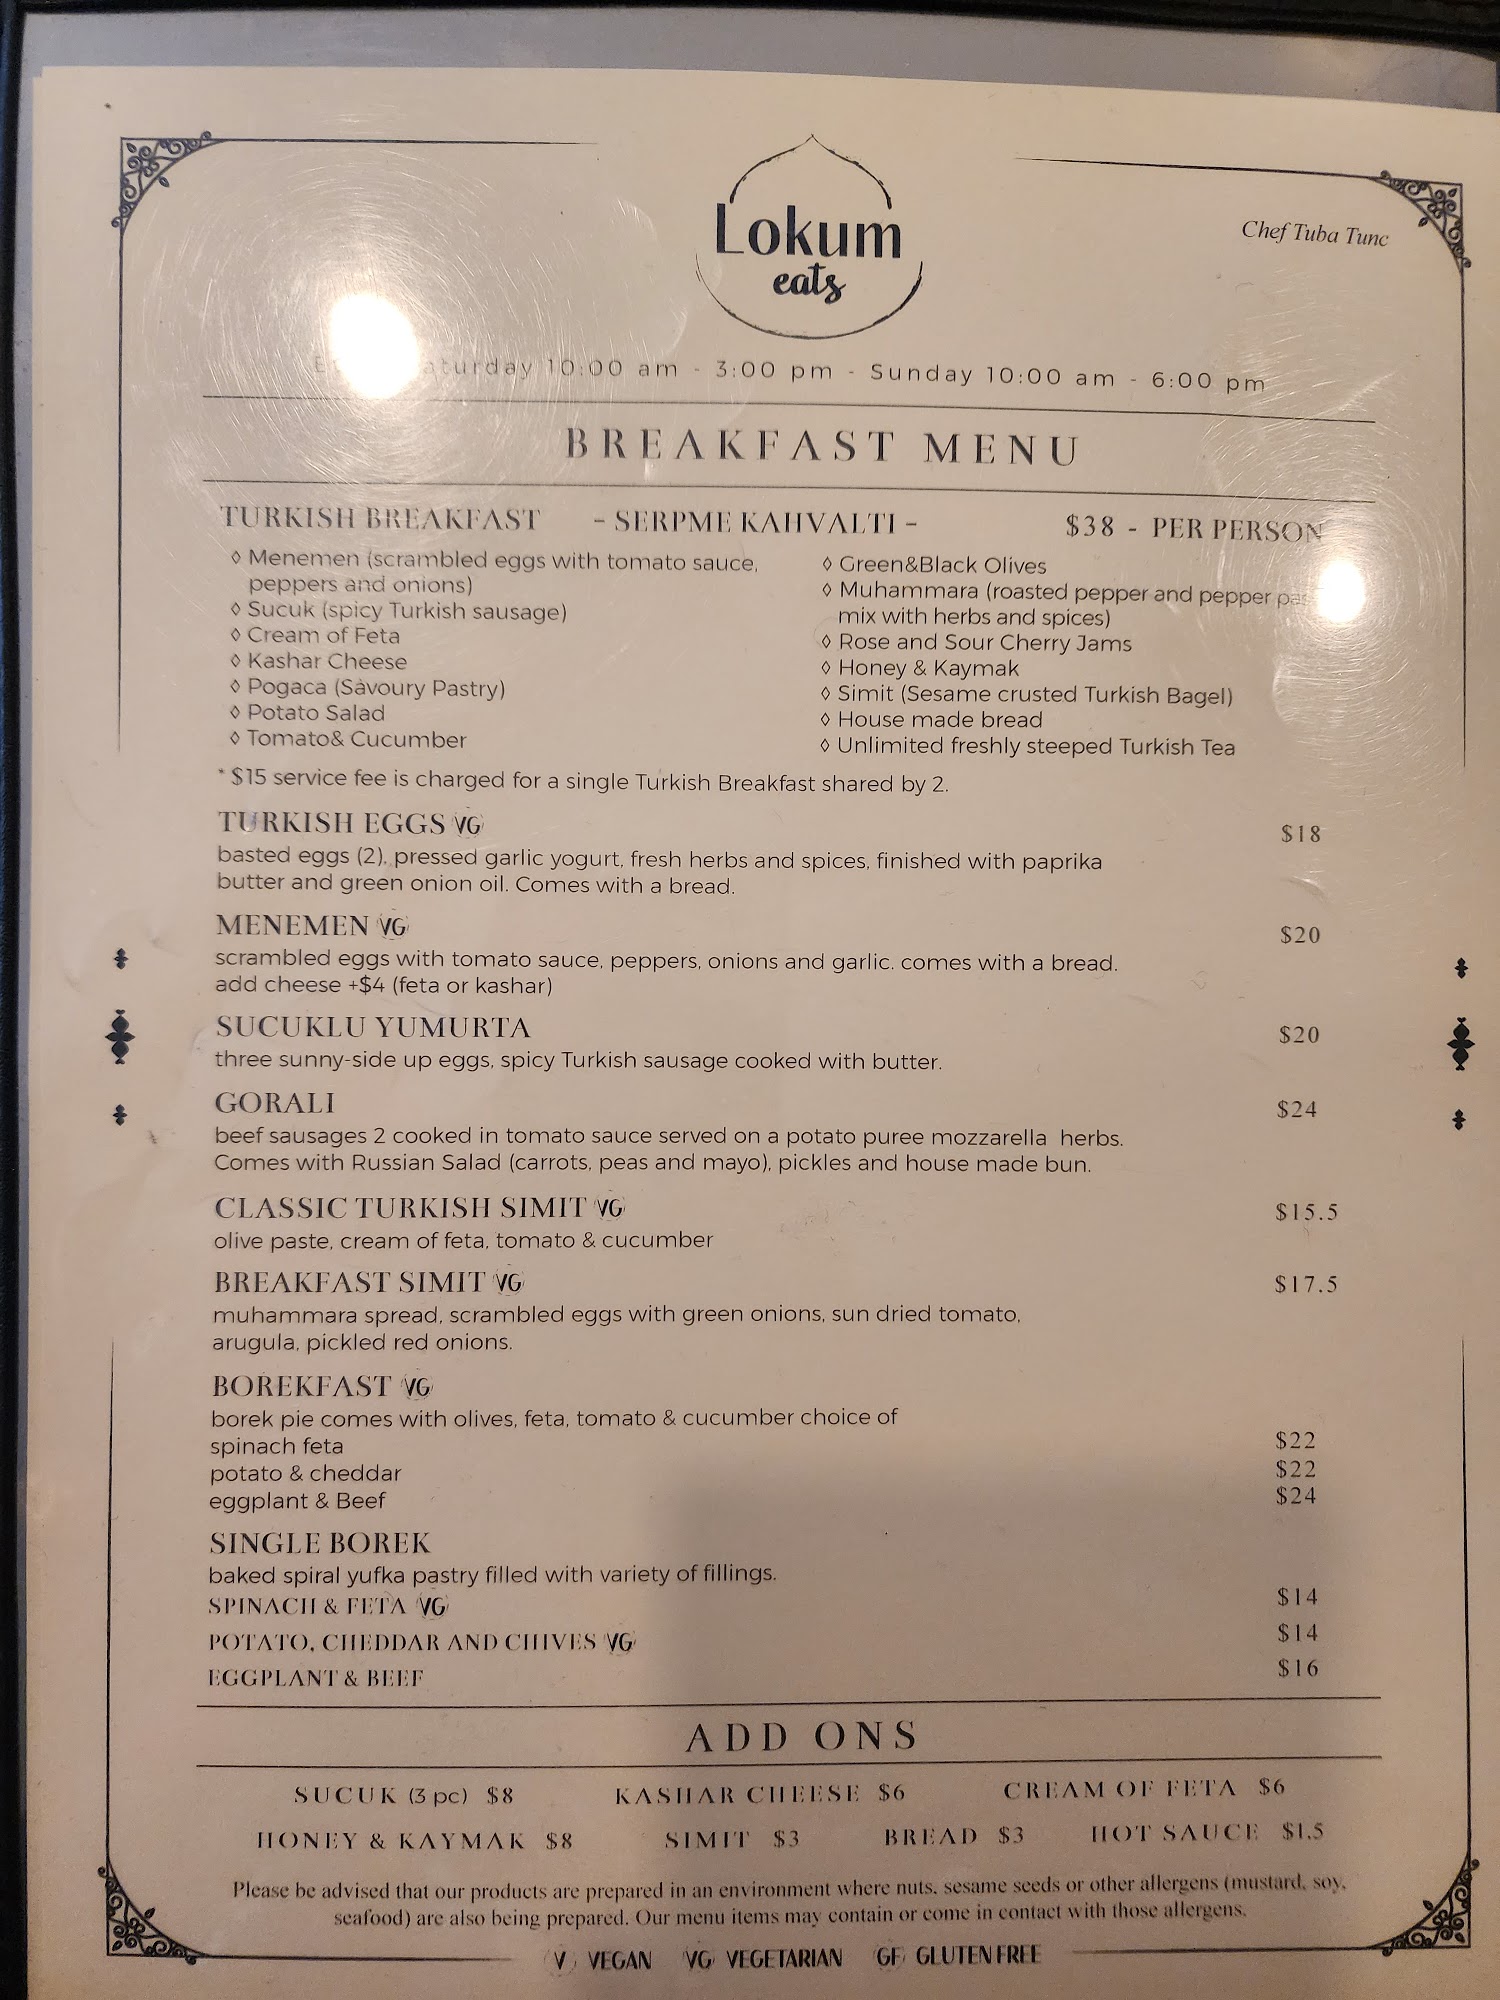 Lokum
eats
Chef Tuba Tunc
10:00 am - 3:00 pm - Sunday 10:00 am - 6:00 pm
BREAKFAST MENU
TURKISH BREAKFAST - SERPME KAHVALTI - $38 - PER PERSON
◊ Menemen (scrambled eggs with tomato sauce,
peppers and onions)
◊ Sucuk (spicy Turkish sausage)
◊ Cream of Feta
◊ Kashar Cheese
◊ Pogaca (Savoury Pastry)
◊ Potato Salad
◊ Tomato& Cucumber
◊ Green&Black Olives
◊ Muhammara (roasted pepper and pepper
mix with herbs and spices)
◊ Rose and Sour Cherry Jams
◊ Honey & Kaymak
◊ Simit (Sesame crusted Turkish Bagel)
◊ House made bread
◊ Unlimited freshly steeped Turkish Tea
* $15 service fee is charged for a single Turkish Breakfast shared by 2.
TURKISH EGGS VG $18
basted eggs (2), pressed garlic yogurt, fresh herbs and spices, finished with paprika
butter and green onion oil. Comes with a bread.
MENEMEN VG $20
scrambled eggs with tomato sauce, peppers, onions and garlic. comes with a bread.
add cheese +$4 (feta or kashar)
SUCUKLU YUMURTA $20
three sunny-side up eggs, spicy Turkish sausage cooked with butter.
GORALI $24
beef sausages 2 cooked in tomato sauce served on a potato puree mozzarella herbs.
Comes with Russian Salad (carrots, peas and mayo), pickles and house made bun.
CLASSIC TURKISH SIMIT VG $15.5
olive paste, cream of feta, tomato & cucumber
BREAKFAST SIMIT VG $17.5
muhammara spread, scrambled eggs with green onions, sun dried tomato,
arugula, pickled red onions.
BOREKFAST VG
borek pie comes with olives, feta, tomato & cucumber choice of
spinach feta $22
potato & cheddar $22
eggplant & Beef $24
SINGLE BOREK
baked spiral yufka pastry filled with variety of fillings.
SPINACH & FETA VG $14
POTATO, CHEDDAR AND CHIVES VG $14
EGGPLANT & BEEF $16
ADD ONS
SUCUK (3 pc) $8 KASHAR CHEESE $6 CREAM OF FETA $6
HONEY & KAYMAK $8 SIMIT $3 BREAD $3 HOT SAUCE $1.5
Please be advised that our products are prepared in an environment where nuts, sesame seeds or other allergens (mustard, soy,
seafood) are also being prepared. Our menu items may contain or come in contact with those allergens.
V VEGAN VG VEGETARIAN GF GLUTEN FREE